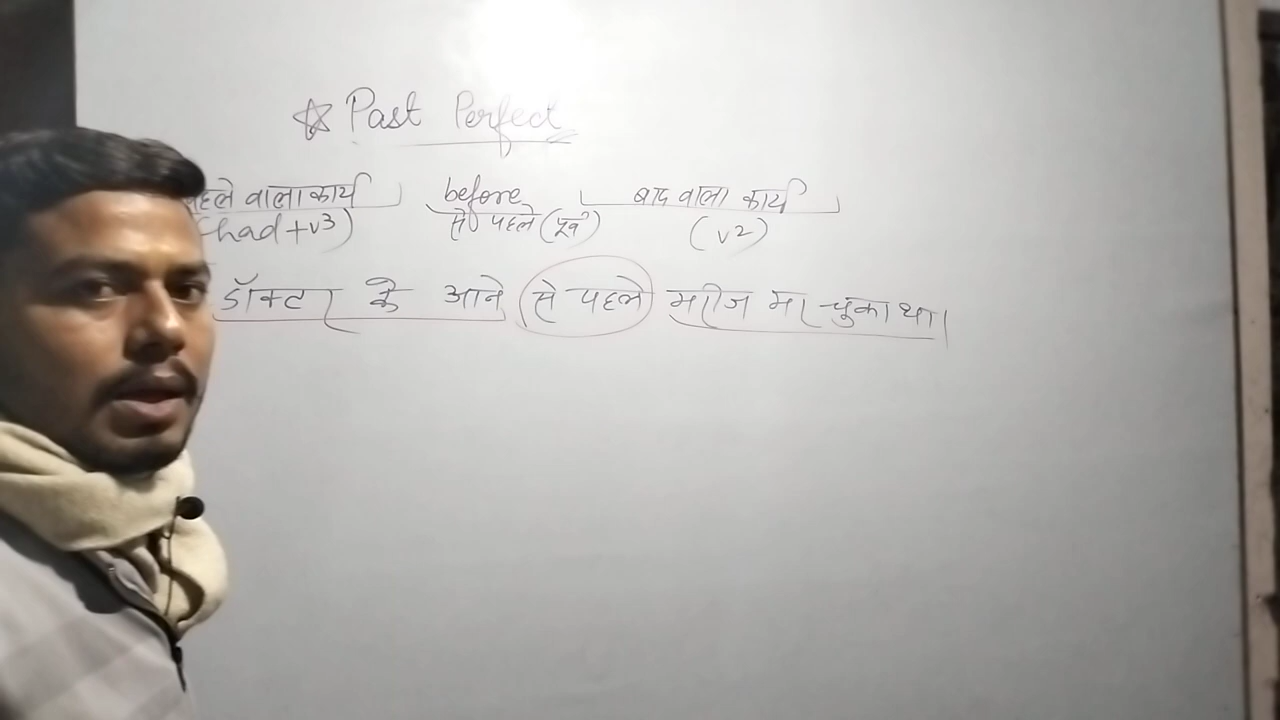 ☆ Past Perfect
पहले वाला कार्य before बाद वाला कार्य
(had+v3) से पहले (पूर्व) (v2)
डॉक्टर के आने से पहले मरीज मर चुका था।